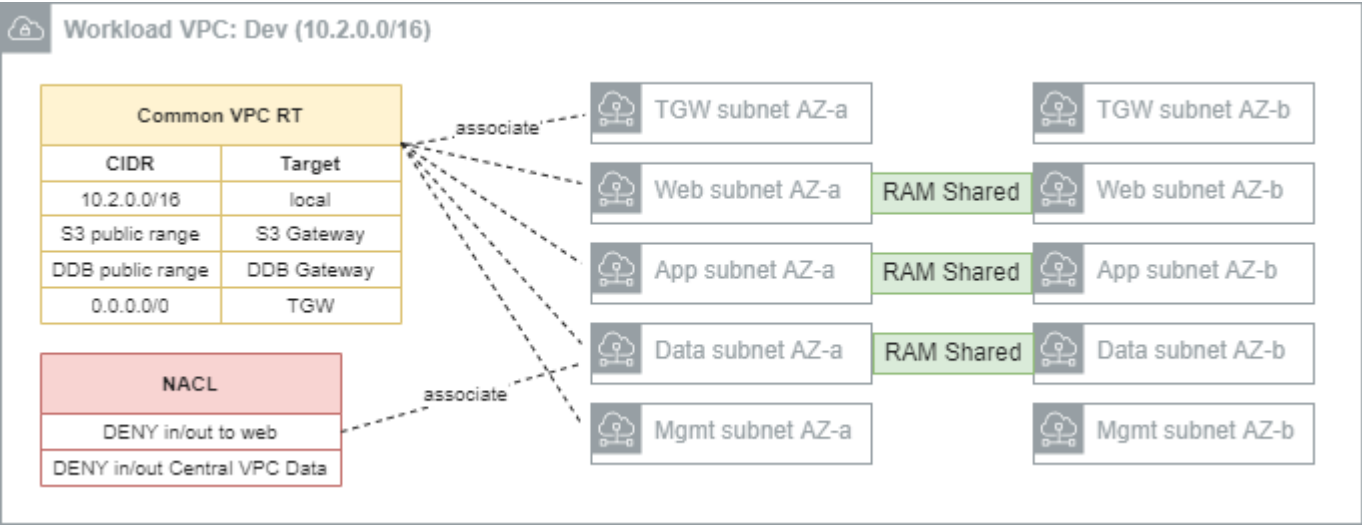 Workload VPC: Dev (10.2.0.0/16)
Common VPC RT
CIDR Target
10.2.0.0/16 local
S3 public range S3 Gateway
DDB public range DDB Gateway
0.0.0.0/0 TGW
NACL
DENY in/out to web
DENY in/out Central VPC Data
associate
associate
TGW subnet AZ-a TGW subnet AZ-b
Web subnet AZ-a RAM Shared Web subnet AZ-b
App subnet AZ-a RAM Shared App subnet AZ-b
Data subnet AZ-a RAM Shared Data subnet AZ-b
Mgmt subnet AZ-a Mgmt subnet AZ-b